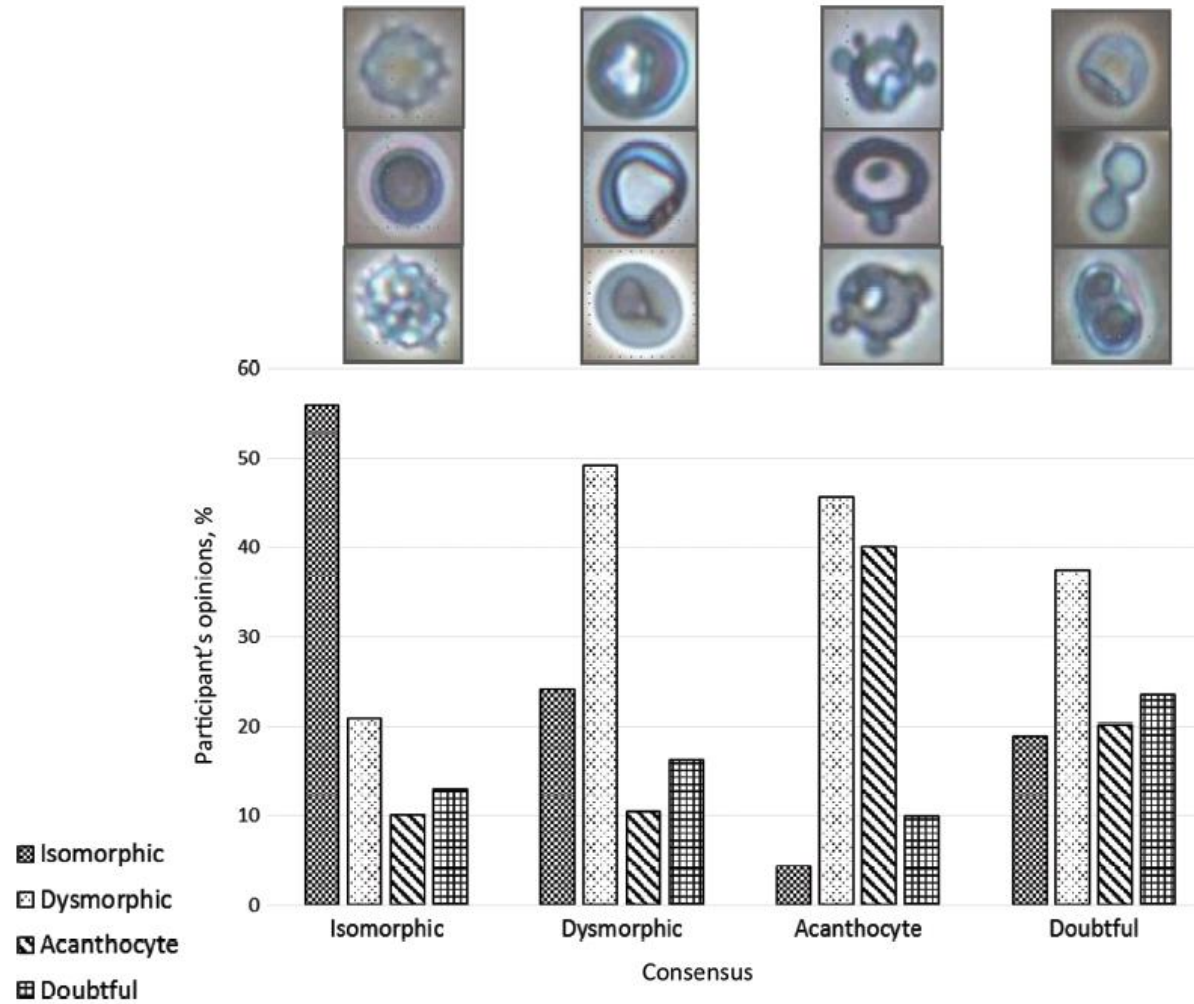 60
50
40
30
20
10
0
Participant's opinions, %
Isomorphic
Dysmorphic
Acanthocyte
Doubtful
Consensus
Isomorphic
Dysmorphic
Acanthocyte
Doubtful